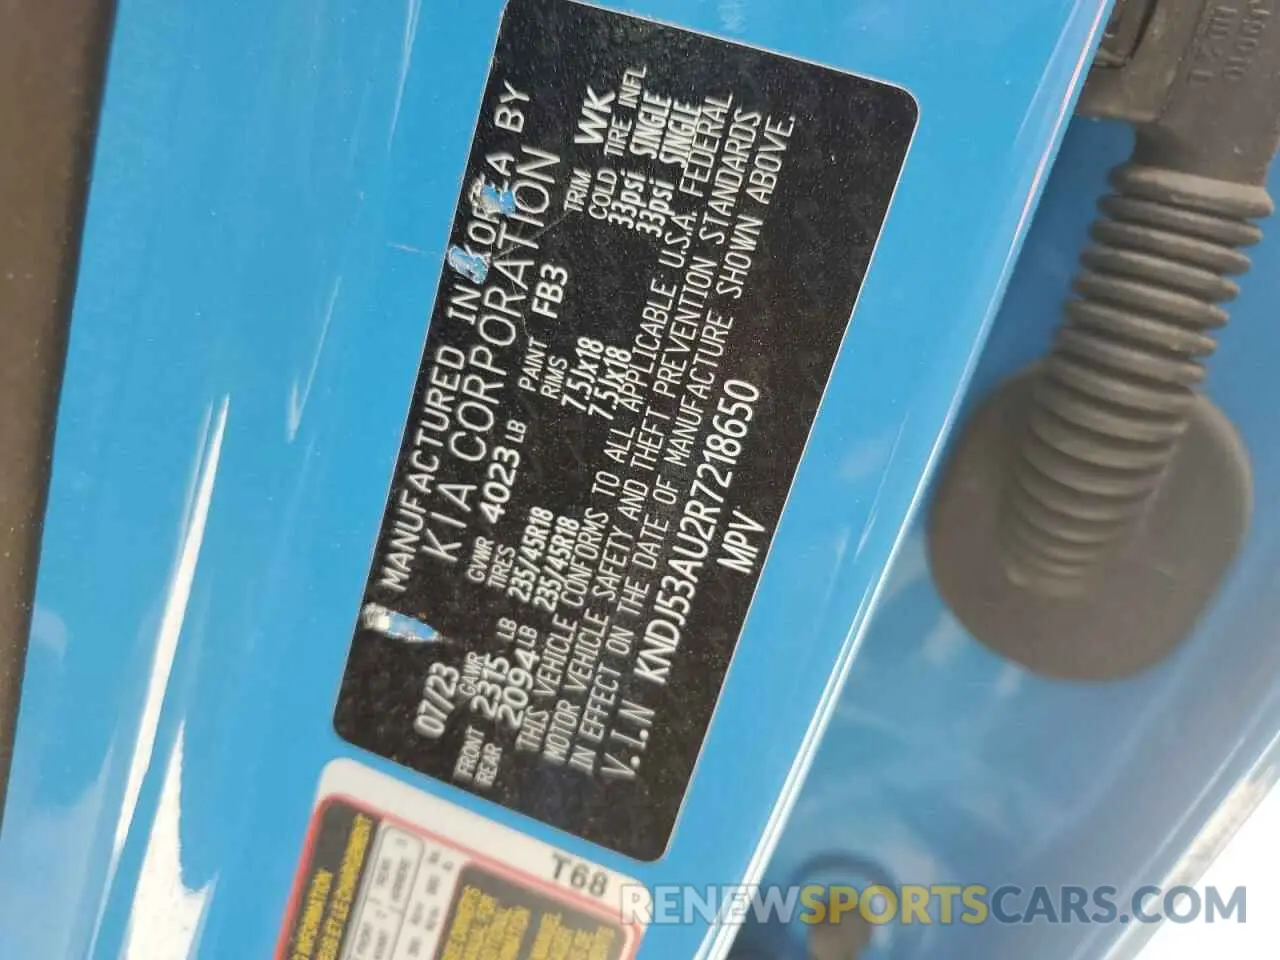 MANUFACTURED IN KOREA BY
KIA CORPORATION
07/23 GVWR 4023 LB PAINT FB3 TRIM WK
GAWR TIRES RIMS COLD TIRE INFL
FRONT 2315 LB 235/45R18 7.5Jx18 33psi SINGLE
REAR 2094 LB 235/45R18 7.5Jx18 33psi SINGLE
THIS VEHICLE CONFORMS TO ALL APPLICABLE U.S.A. FEDERAL
MOTOR VEHICLE SAFETY AND THEFT PREVENTION STANDARDS
IN EFFECT ON THE DATE OF MANUFACTURE SHOWN ABOVE.
V.I.N KNDJ53AU2R7218650
MPV
T68
RENEWSPORTSCARS.COM